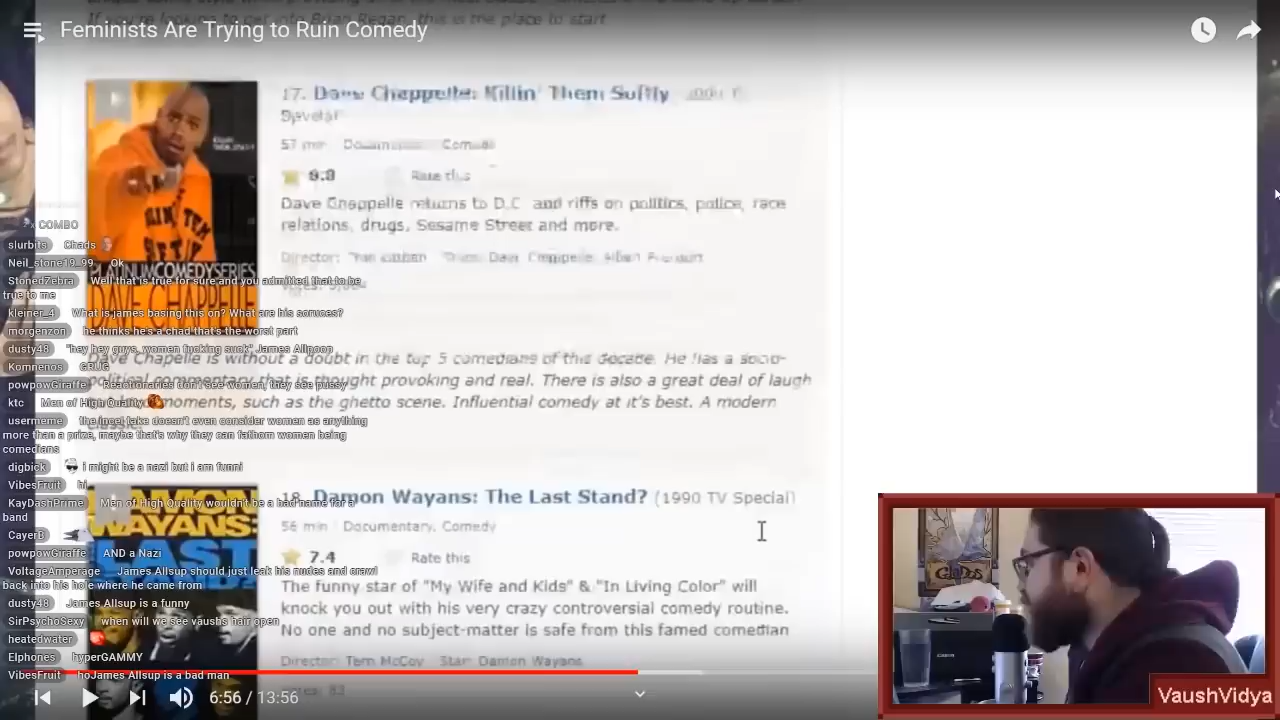 Feminists Are Trying to Ruin Comedy
this is the place to start
17. Dave Chappelle: Killin' Them Softly
57 min
Rate this
Dave Chappelle returns to D.C. and riffs on politics, police, race
relations, drugs, Sesame Street and more.
Director:
DAVE CHAPPELLE
Dave Chapelle is without a doubt in the top 5 comedians of this decade. He has a socio-
political commentary that is thought provoking and real. There is also a great deal of laugh
moments, such as the ghetto scene. Influential comedy at it's best. A modern
18. Damon Wayans: The Last Stand? (1990 TV Special)
56 min Documentary, Comedy
7.4 Rate this
The funny star of "My Wife and Kids" & "In Living Color" will
knock you out with his very crazy controversial comedy routine.
No one and no subject-matter is safe from this famed comedian
Director: Terri McCoy Star: Damon Wayans
COMBO
slurbits Chads
Neil_stone19_99 Ok
StonedZebra Well that is true for sure and you admitted that to be
true to me
kleiner_4 What is james basing this on? What are his soruces?
morgenzon he thinks he's a chad that's the worst part
dusty48 "hey hey guys, women fucking suck" James Allpoop
Komnenos GRUG
powpowGiraffe Reactionaries don't see women, they see pussy
ktc Men of High Quality
usermeme the incel take doesn't even consider women as anything
more than a prize, maybe that's why they can fathom women being
comedians
digbick i might be a nazi but i am funni
VibesFruit hi
KayDashPrime Men of High Quality wouldn't be a bad name for a
band
CayerB
powpowGiraffe AND a Nazi
VoltageAmperage James Allsup should just leak his nudes and crawl
back into his hole where he came from
dusty48 James Allsup is a funny
SirPsychoSexy when will we see vaushs hair open
heatedwater
Elphones hyperGAMMY
VibesFruit hoJames Allsup is a bad man
6:56 / 13:56
VaushVidya